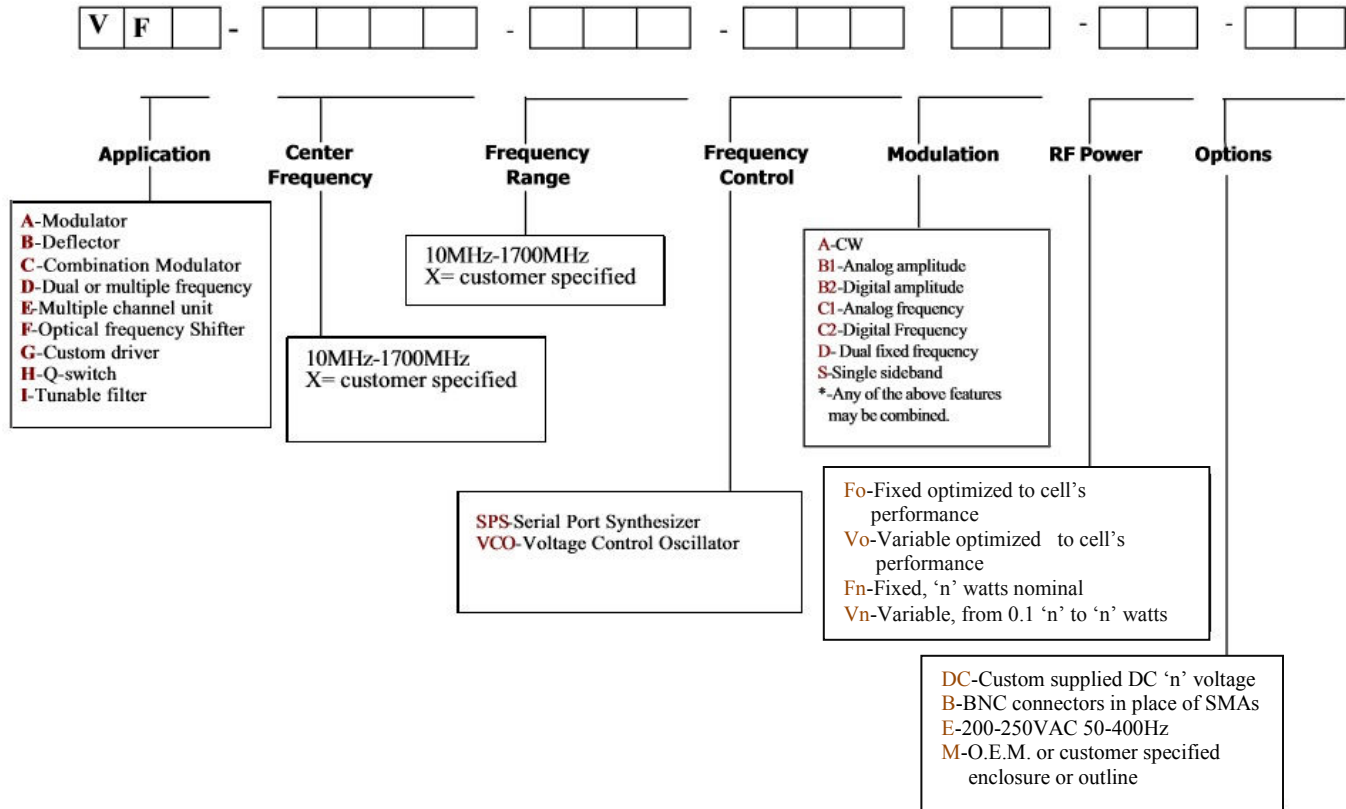 V F - - - - -
Application
Center
Frequency
Frequency
Range
Frequency
Control
Modulation
RF Power
Options
A-Modulator
B-Deflector
C-Combination Modulator
D-Dual or multiple frequency
E-Multiple channel unit
F-Optical frequency Shifter
G-Custom driver
H-Q-switch
I-Tunable filter
10MHz-1700MHz
X= customer specified
10MHz-1700MHz
X= customer specified
SPS-Serial Port Synthesizer
VCO-Voltage Control Oscillator
A-CW
B1-Analog amplitude
B2-Digital amplitude
C1-Analog frequency
C2-Digital Frequency
D- Dual fixed frequency
S-Single sideband
*-Any of the above features
may be combined.
Fo-Fixed optimized to cell’s
performance
Vo-Variable optimized to cell’s
performance
Fn-Fixed, ‘n’ watts nominal
Vn-Variable, from 0.1 ‘n’ to ‘n’ watts
DC-Custom supplied DC ‘n’ voltage
B-BNC connectors in place of SMAs
E-200-250VAC 50-400Hz
M-O.E.M. or customer specified
enclosure or outline